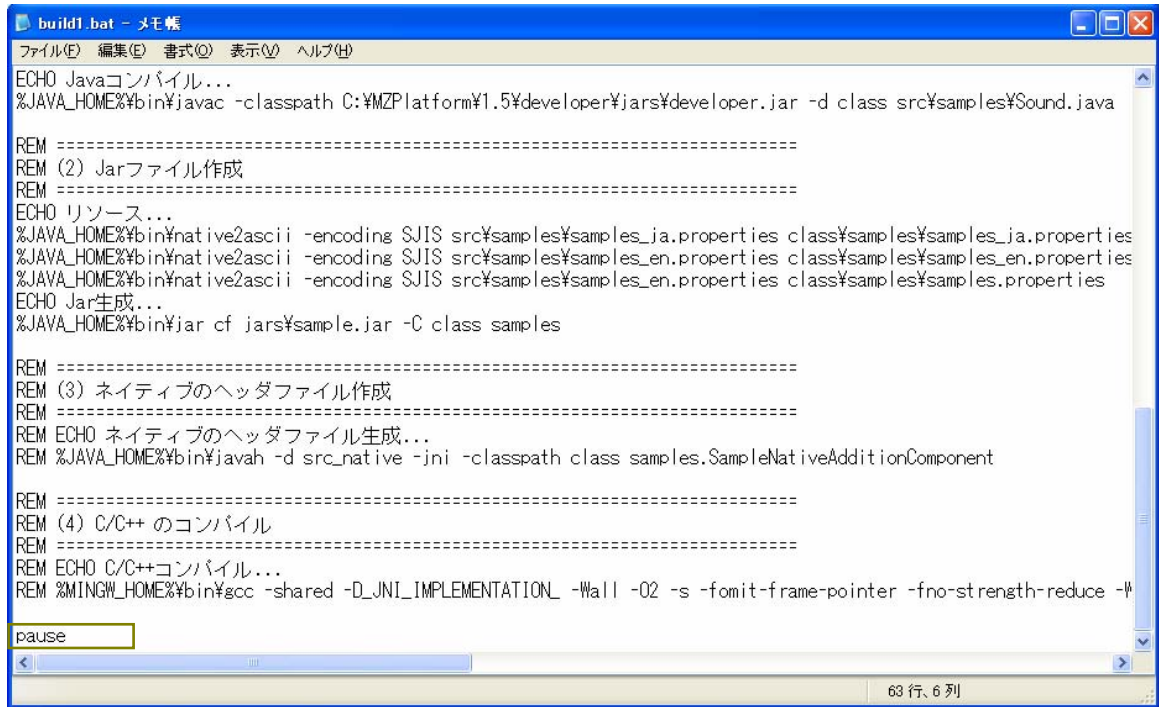 build1.bat - メモ帳
ファイル(F) 編集(E) 書式(O) 表示(V) ヘルプ(H)
ECHO Javaコンパイル...
%JAVA_HOME%¥bin¥javac -classpath C:¥MZPlatform¥1.5¥developer¥jars¥developer.jar -d class src¥samples¥Sound.java
REM ===========================================================================
REM (2) Jarファイル作成
REM ===========================================================================
ECHO リソース...
%JAVA_HOME%¥bin¥native2ascii -encoding SJIS src¥samples¥samples_ja.properties class¥samples¥samples_ja.properties
%JAVA_HOME%¥bin¥native2ascii -encoding SJIS src¥samples¥samples_en.properties class¥samples¥samples_en.properties
%JAVA_HOME%¥bin¥native2ascii -encoding SJIS src¥samples¥samples_en.properties class¥samples¥samples.properties
ECHO Jar生成...
%JAVA_HOME%¥bin¥jar cf jars¥sample.jar -C class samples
REM ===========================================================================
REM (3) ネイティブのヘッダファイル作成
REM ===========================================================================
REM ECHO ネイティブのヘッダファイル生成...
REM %JAVA_HOME%¥bin¥javah -d src_native -jni -classpath class samples.SampleNativeAdditionComponent
REM ===========================================================================
REM (4) C/C++ のコンパイル
REM ===========================================================================
REM ECHO C/C++コンパイル...
REM %MINGW_HOME%¥bin¥gcc -shared -D_JNI_IMPLEMENTATION_ -Wall -O2 -s -fomit-frame-pointer -fno-strength-reduce
pause
63 行、6 列